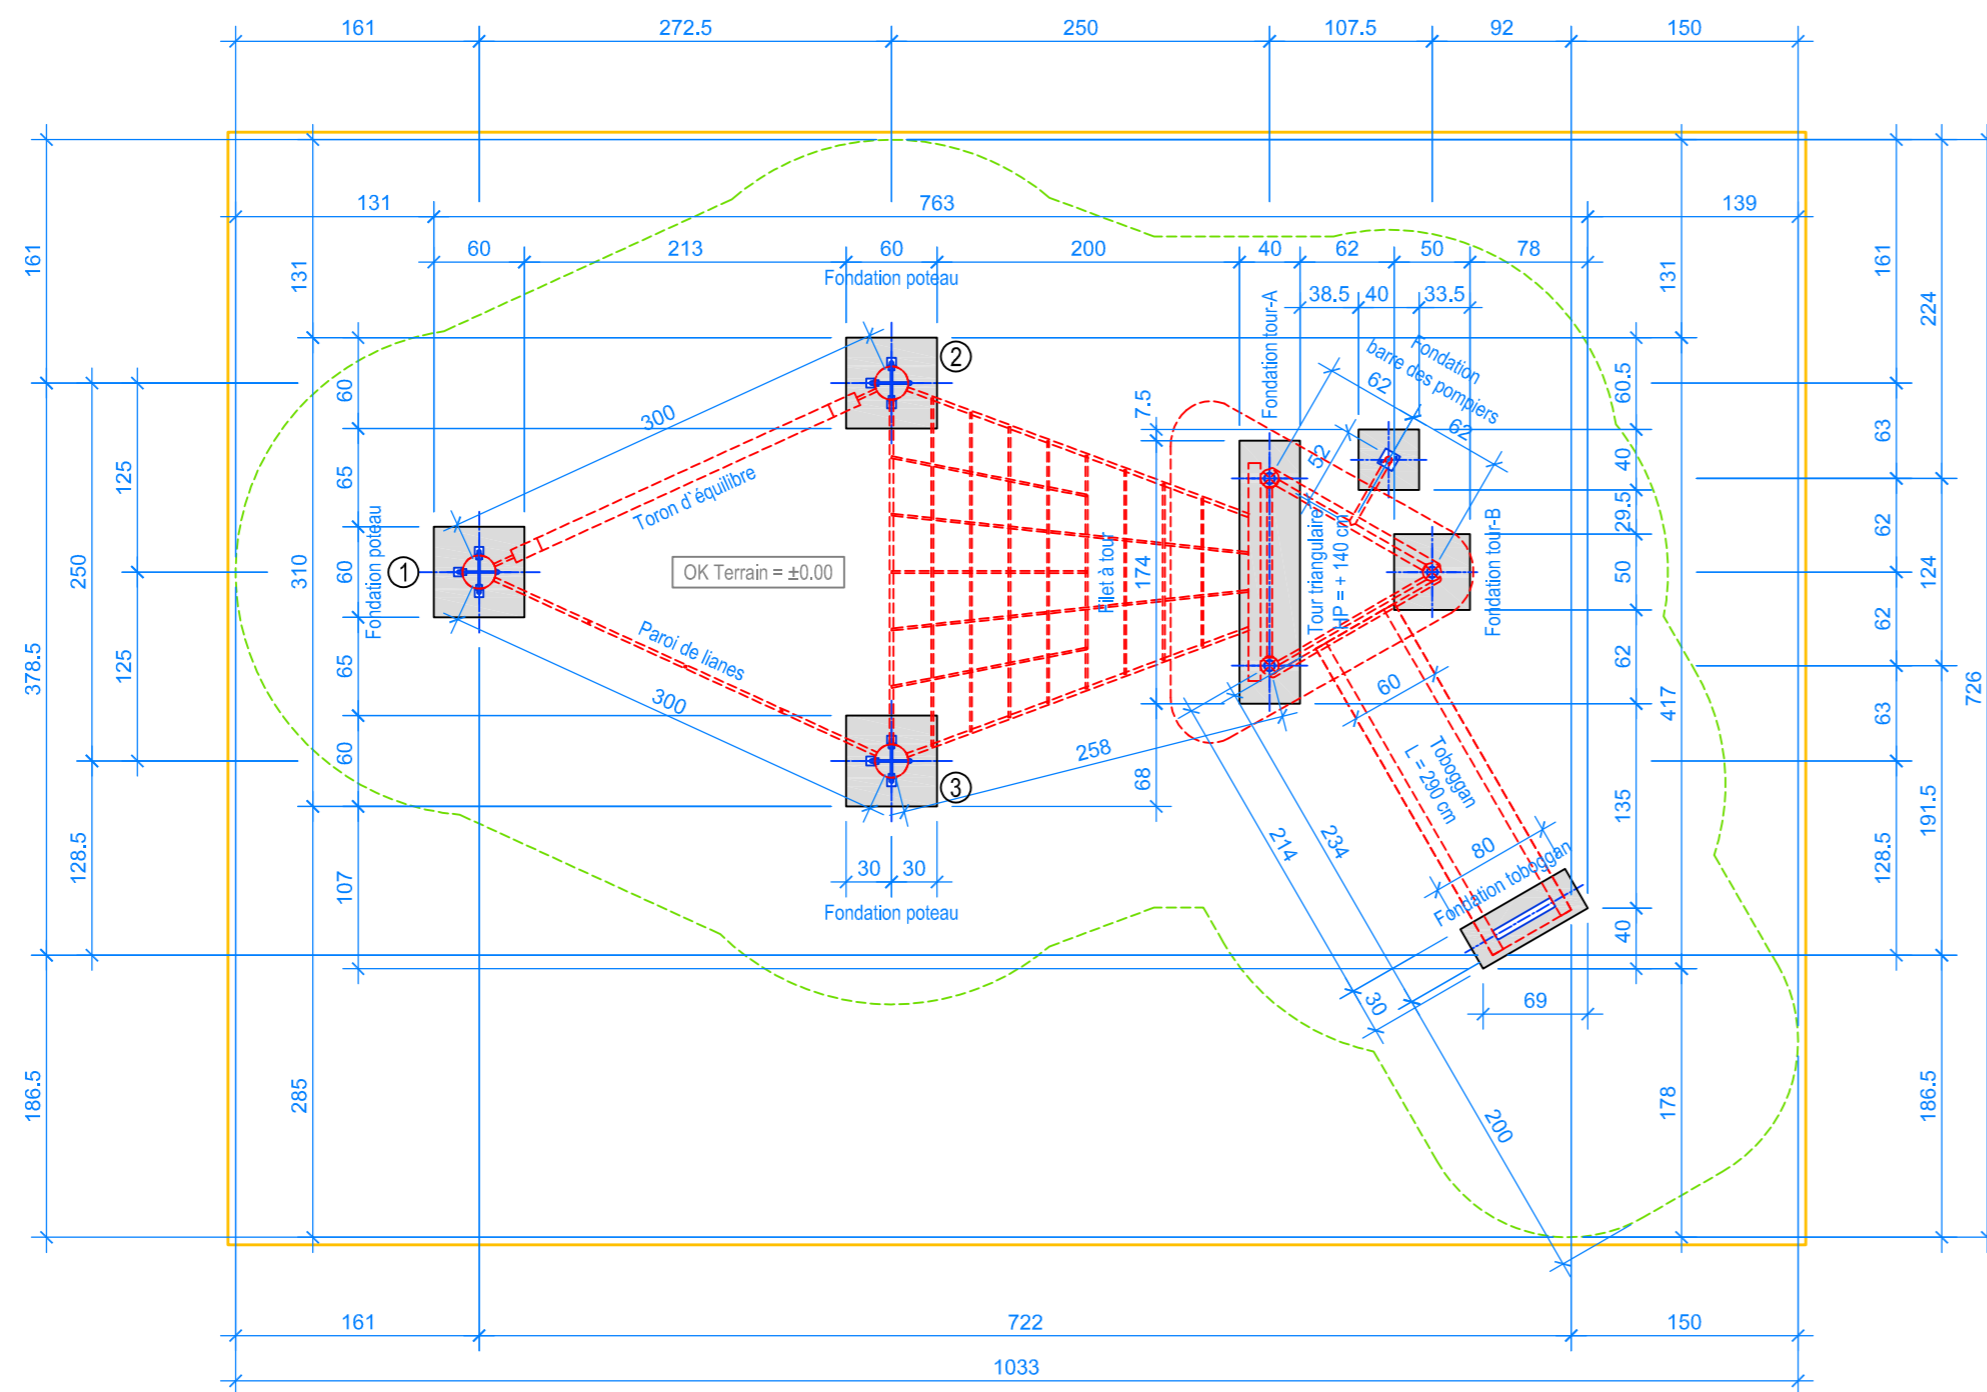 161 272.5 250 107.5 92 150
131 763 139
60 213 60 200 40 62 50 78
Fondation poteau
38.5 40 33.5
161
378.5
186.5
250
128.5
125
125
131
310
285
60
65
60
65
60
107
Fondation poteau
1
2
3
300
Toron d`équilibre
OK Terrain = ±0.00
Paroi de lianes
300
Filet à tour
7.5
174
68
258
30 30
Fondation poteau
Fondation tour-A
Fondation
barre des pompiers
62
62
52
Tour triangulaire
HP = + 140 cm
Fondation tour-B
60
Toboggan
L = 290 cm
80
Fondation toboggan
214
234
30
69
200
60.5
40
29.5
50
62
135
40
131
417
178
161
63
62
62
63
128.5
224
124
191.5
186.5
726
161 722 150
1033